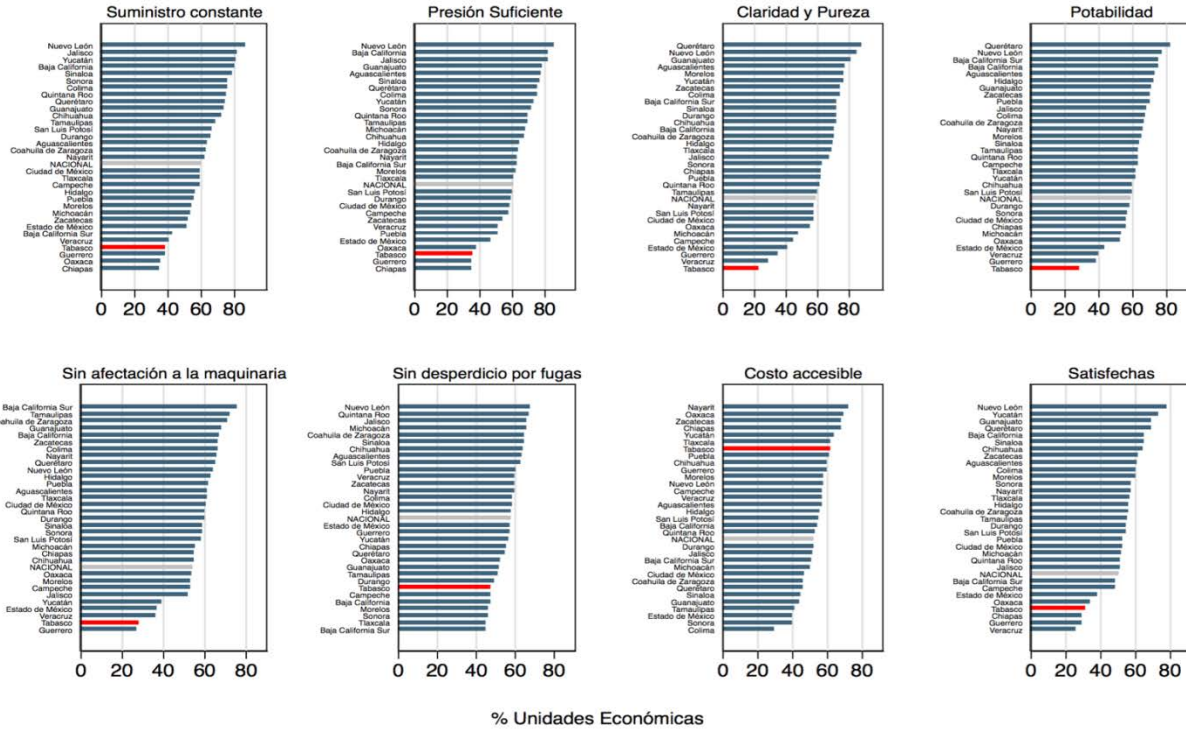 Suministro constante
Nuevo León
Jalisco
Yucatán
Baja California
Sinaloa
Sonora
Colima
Quintana Roo
Querétaro
Guanajuato
Chihuahua
Tamaulipas
San Luis Potosí
Durango
Aguascalientes
Coahuila de Zaragoza
Nayarit
NACIONAL
Ciudad de México
Tlaxcala
Campeche
Hidalgo
Puebla
Morelos
Michoacán
Zacatecas
Estado de México
Baja California Sur
Veracruz
Tabasco
Guerrero
Oaxaca
Chiapas
0 20 40 60 80
Presión Suficiente
Nuevo León
Baja California
Jalisco
Guanajuato
Aguascalientes
Sinaloa
Querétaro
Colima
Yucatán
Sonora
Quintana Roo
Tamaulipas
Michoacán
Chihuahua
Hidalgo
Coahuila de Zaragoza
Nayarit
Baja California Sur
Morelos
Tlaxcala
NACIONAL
San Luis Potosí
Durango
Ciudad de México
Campeche
Zacatecas
Veracruz
Puebla
Estado de México
Oaxaca
Tabasco
Guerrero
Chiapas
0 20 40 60 80
Claridad y Pureza
Querétaro
Nuevo León
Guanajuato
Aguascalientes
Morelos
Yucatán
Zacatecas
Colima
Baja California Sur
Sinaloa
Durango
Chihuahua
Baja California
Coahuila de Zaragoza
Hidalgo
Tlaxcala
Jalisco
Sonora
Chiapas
Puebla
Quintana Roo
Tamaulipas
NACIONAL
Nayarit
San Luis Potosí
Ciudad de México
Oaxaca
Michoacán
Campeche
Estado de México
Guerrero
Veracruz
Tabasco
0 20 40 60 80
Potabilidad
Querétaro
Nuevo León
Baja California Sur
Baja California
Aguascalientes
Hidalgo
Guanajuato
Zacatecas
Puebla
Jalisco
Colima
Coahuila de Zaragoza
Nayarit
Morelos
Sinaloa
Tamaulipas
Quintana Roo
Campeche
Tlaxcala
Yucatán
Chihuahua
San Luis Potosí
NACIONAL
Durango
Sonora
Ciudad de México
Chiapas
Michoacán
Oaxaca
Estado de México
Veracruz
Guerrero
Tabasco
0 20 40 60 80
Sin afectación a la maquinaria
Baja California Sur
Tamaulipas
oahuila de Zaragoza
Guanajuato
Baja California
Zacatecas
Colima
Nayarit
Querétaro
Nuevo León
Hidalgo
Puebla
Aguascalientes
Tlaxcala
Ciudad de México
Quintana Roo
Durango
Sinaloa
Sonora
San Luis Potosí
Michoacán
Chiapas
Chihuahua
NACIONAL
Oaxaca
Morelos
Campeche
Jalisco
Yucatán
Estado de México
Veracruz
Tabasco
Guerrero
0 20 40 60 80
Sin desperdicio por fugas
Nuevo León
Quintana Roo
Jalisco
Michoacán
Coahuila de Zaragoza
Sinaloa
Chihuahua
Aguascalientes
San Luis Potosí
Puebla
Veracruz
Zacatecas
Nayarit
Colima
Ciudad de México
Hidalgo
NACIONAL
Estado de México
Guerrero
Yucatán
Chiapas
Querétaro
Oaxaca
Guanajuato
Tamaulipas
Durango
Tabasco
Campeche
Baja California
Morelos
Sonora
Tlaxcala
Baja California Sur
0 20 40 60 80
Costo accesible
Nayarit
Oaxaca
Zacatecas
Chiapas
Yucatán
Tlaxcala
Tabasco
Puebla
Chihuahua
Guerrero
Morelos
Nuevo León
Campeche
Veracruz
Aguascalientes
Hidalgo
San Luis Potosí
Baja California
Quintana Roo
NACIONAL
Durango
Jalisco
Baja California Sur
Michoacán
Ciudad de México
Coahuila de Zaragoza
Querétaro
Sinaloa
Guanajuato
Tamaulipas
Estado de México
Sonora
Colima
0 20 40 60 80
Satisfechas
Nuevo León
Yucatán
Guanajuato
Querétaro
Baja California
Sinaloa
Chihuahua
Zacatecas
Aguascalientes
Colima
Morelos
Sonora
Nayarit
Tlaxcala
Hidalgo
Coahuila de Zaragoza
Tamaulipas
Durango
San Luis Potosí
Puebla
Ciudad de México
Michoacán
Quintana Roo
Jalisco
NACIONAL
Baja California Sur
Campeche
Estado de México
Oaxaca
Tabasco
Chiapas
Guerrero
Veracruz
0 20 40 60 80
% Unidades Económicas